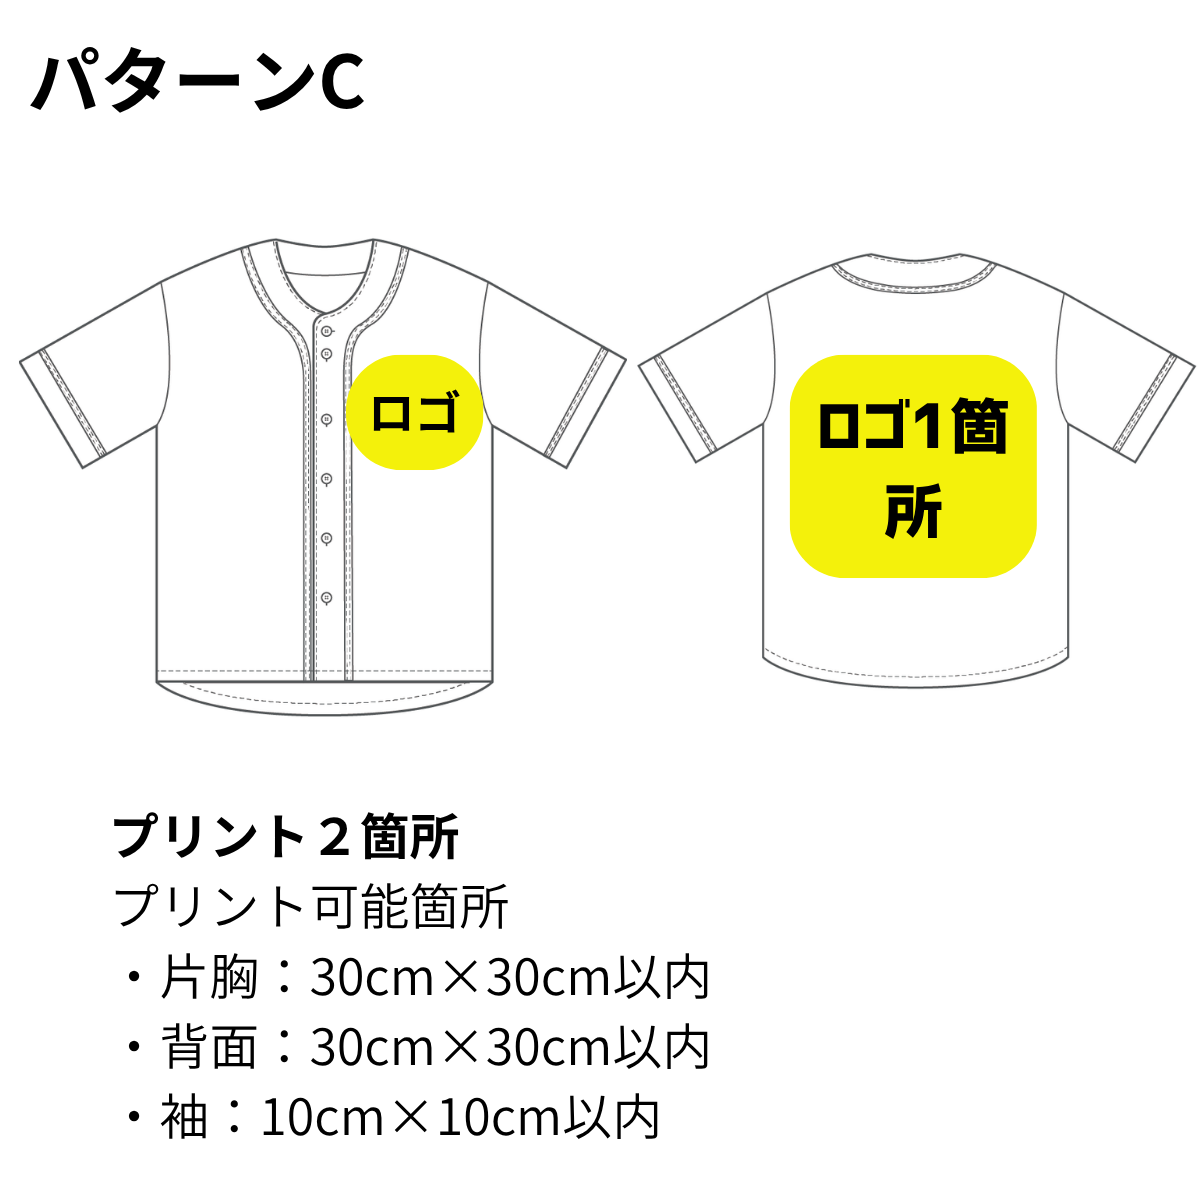 パターンC
ロゴ
ロゴ1箇
所
プリント２箇所
プリント可能箇所
・片胸：30cm×30cm以内
・背面：30cm×30cm以内
・袖：10cm×10cm以内